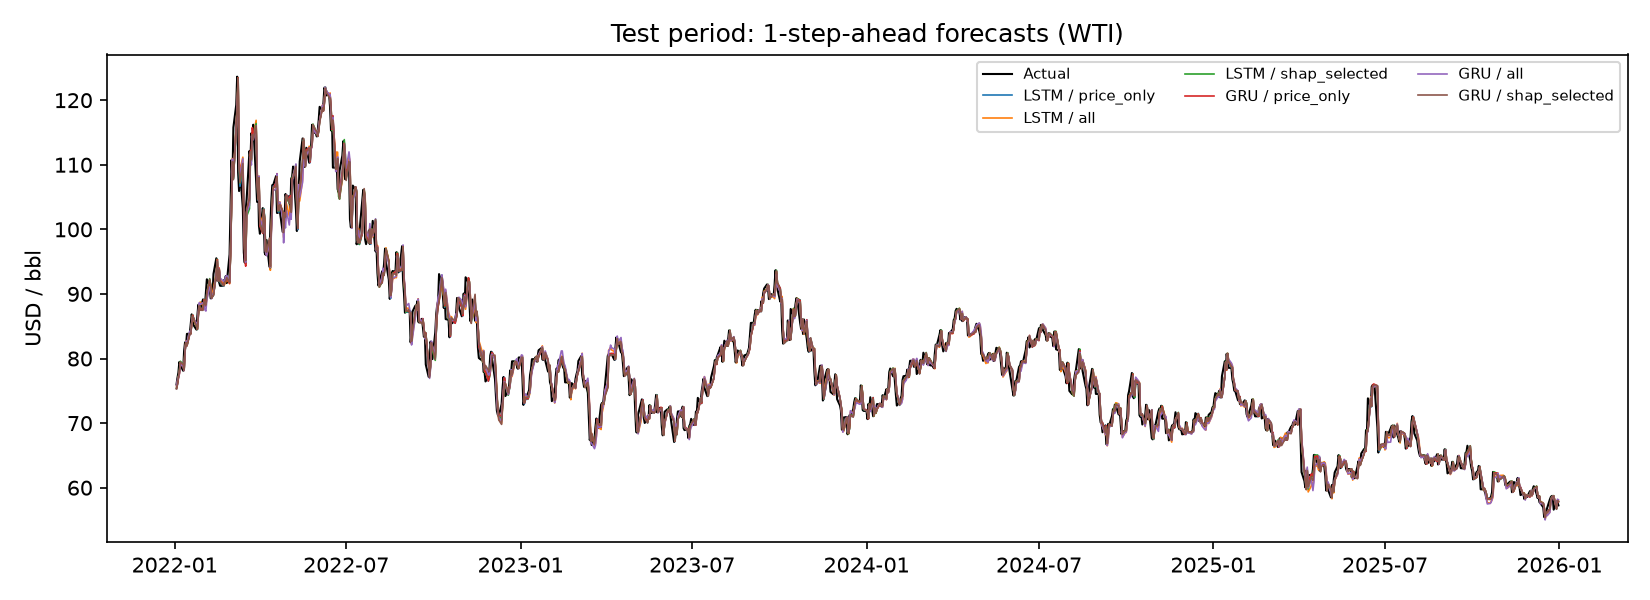 Test period: 1-step-ahead forecasts (WTI)
Actual
LSTM / price_only
LSTM / all
LSTM / shap_selected
GRU / price_only
GRU / all
GRU / shap_selected
USD / bbl
120
110
100
90
80
70
60
2022-01 2022-07 2023-01 2023-07 2024-01 2024-07 2025-01 2025-07 2026-01